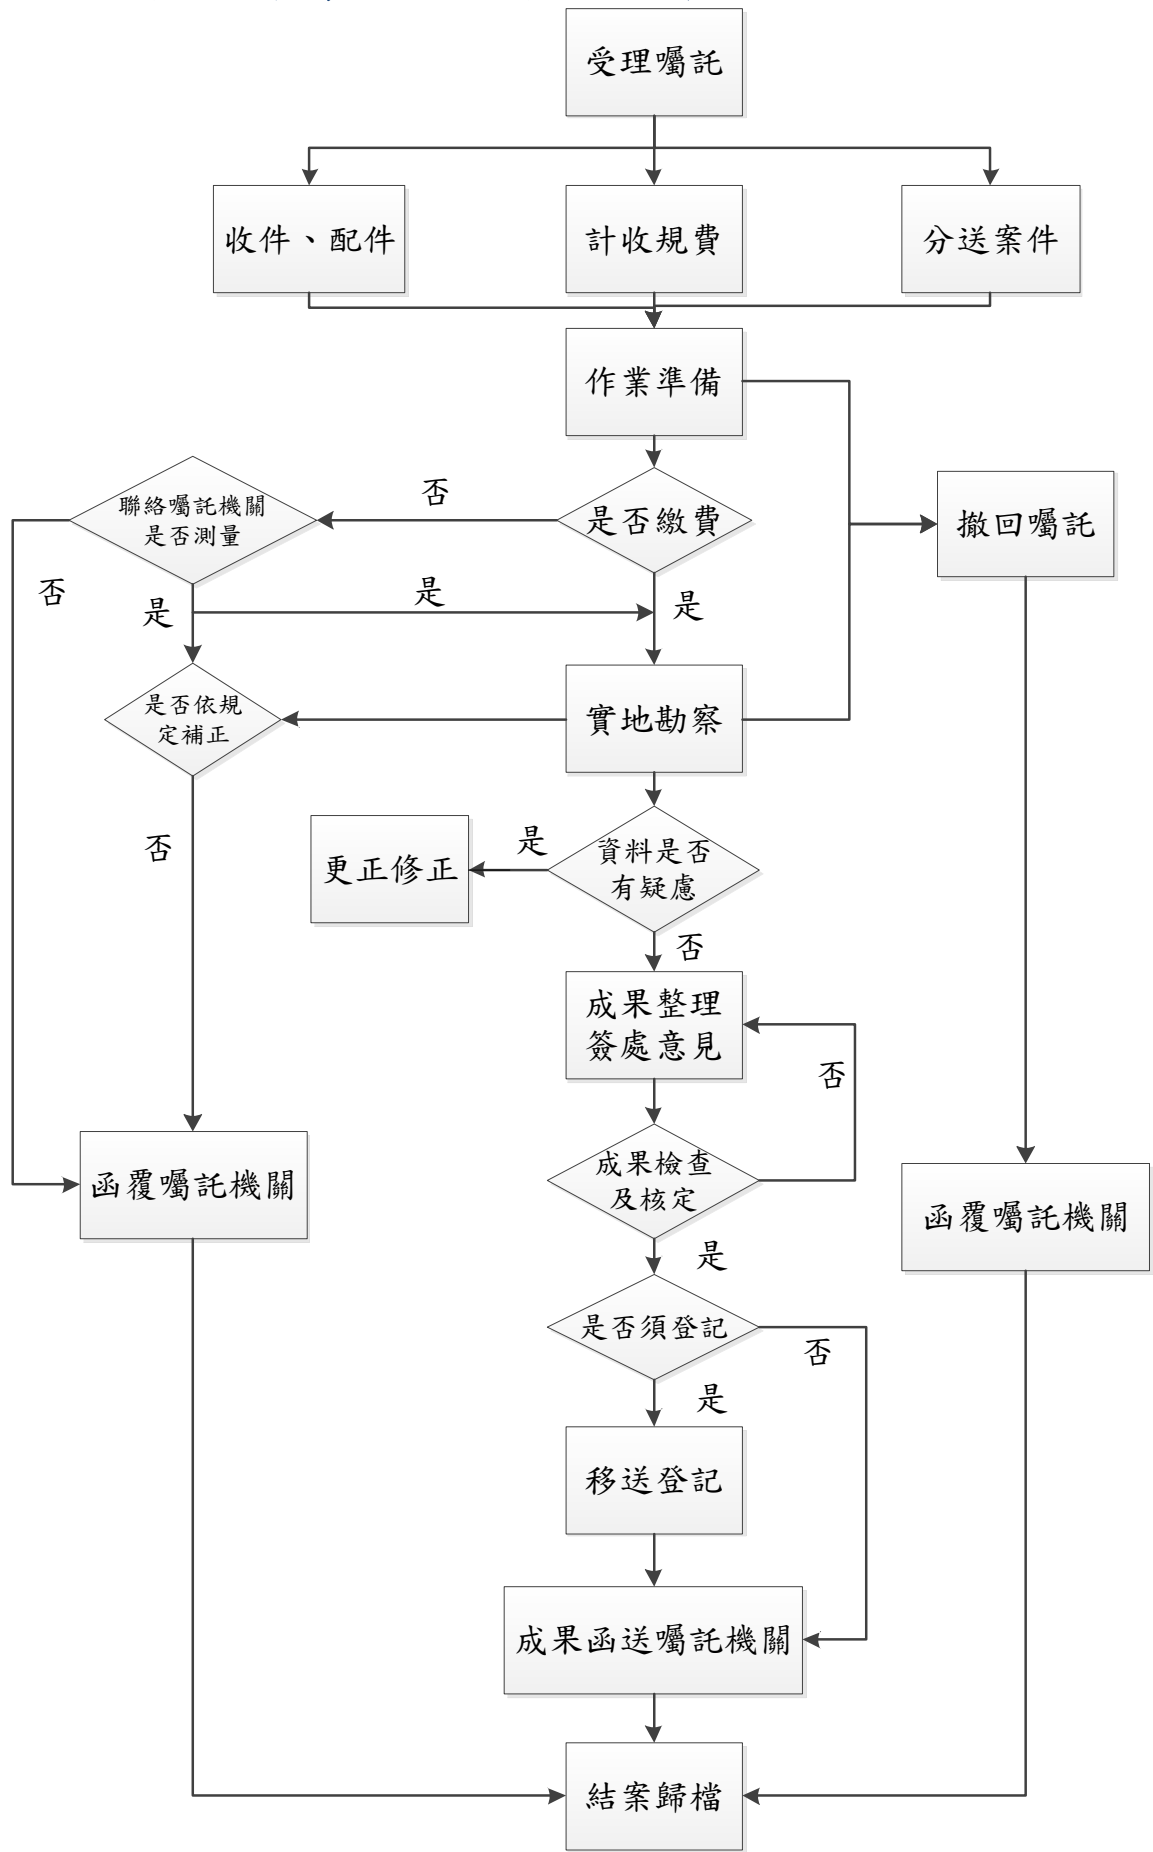 受理囑託
收件、配件
計收規費
分送案件
作業準備
聯絡囑託機關
是否測量
否
是否繳費
撤回囑託
否
是
是
是
是否依規
定補正
實地勘察
否
更正修正
是
資料是否
有疑慮
否
成果整理
簽處意見
否
函覆囑託機關
成果檢查
及核定
函覆囑託機關
是
是否須登記
否
是
移送登記
成果函送囑託機關
結案歸檔